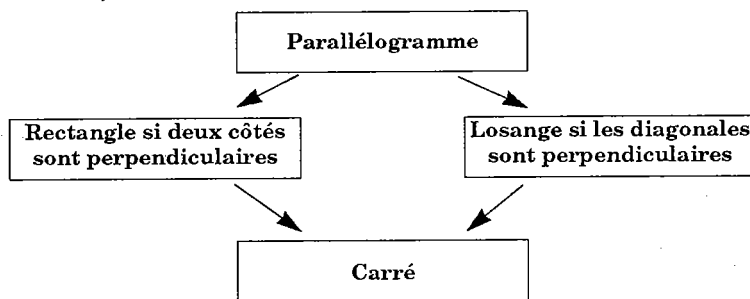 Parallélogramme
Rectangle si deux côtés
sont perpendiculaires
Losange si les diagonales
sont perpendiculaires
Carré